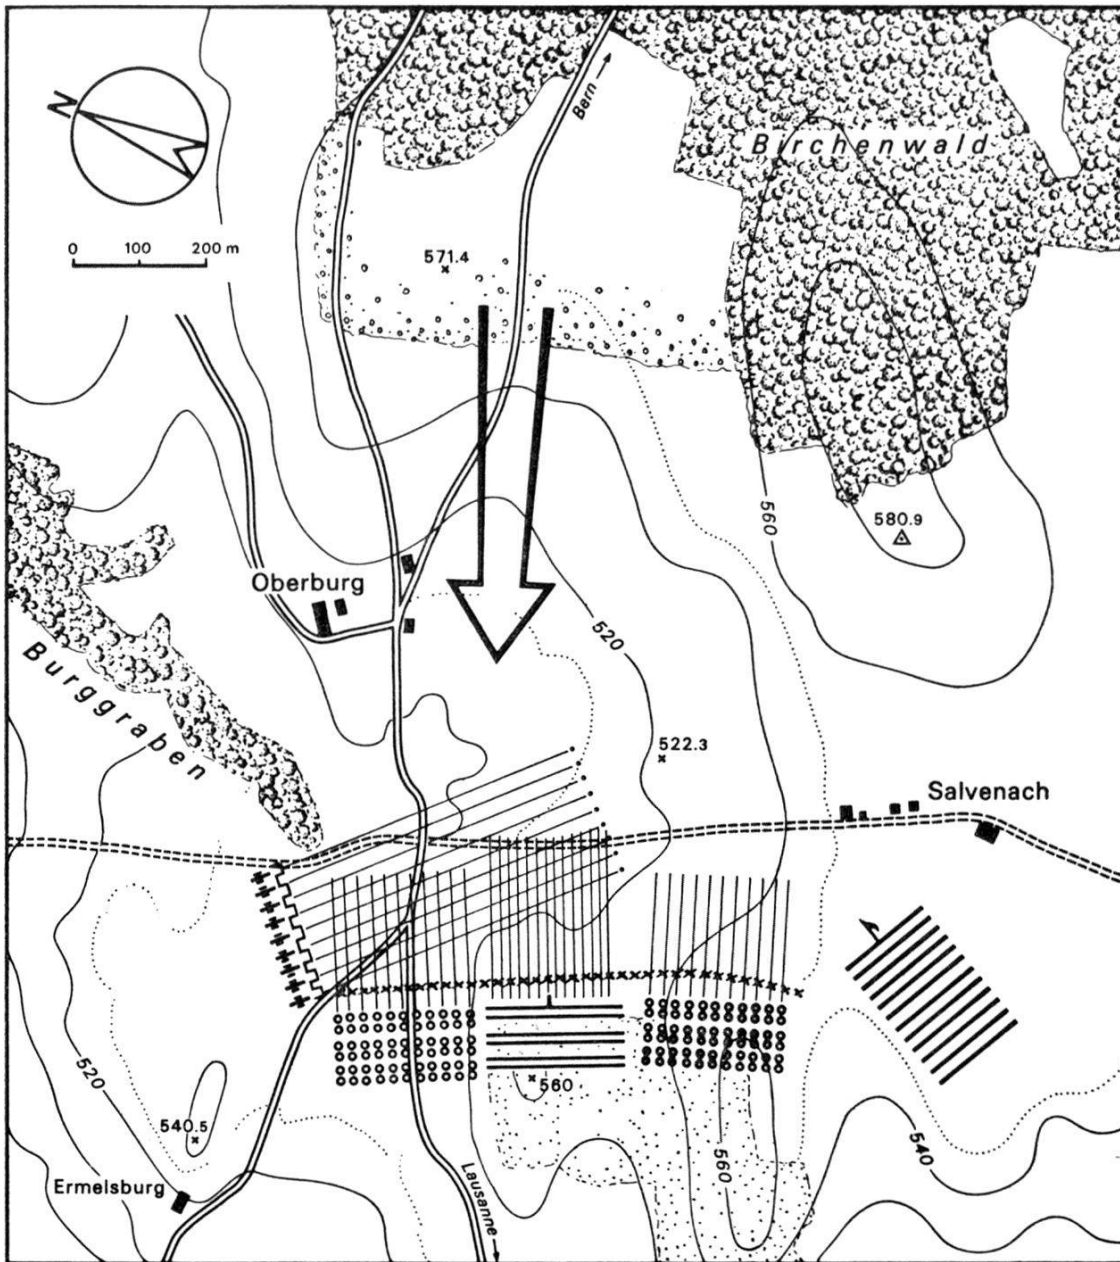 N
Bern
Birchenwald
0 100 200 m
571.4
560
580.9
Oberburg
520
Burggraben
522.3
Salvenach
520
540.5
560
560
540
Ermelsburg
Lausanne